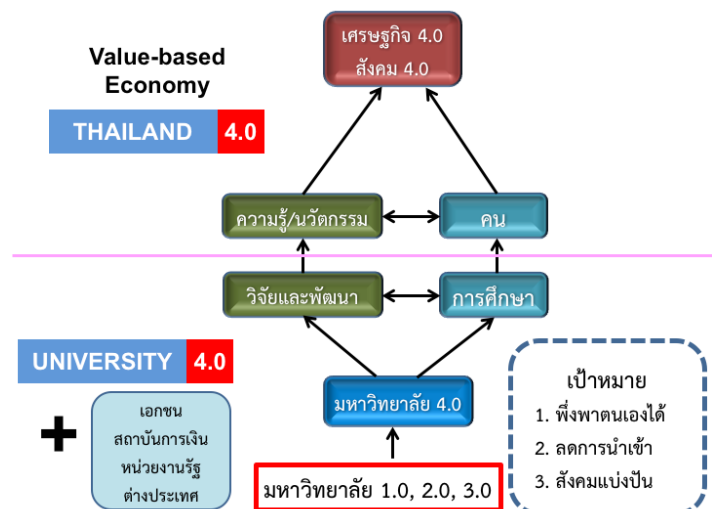 เศรษฐกิจ 4.0
สังคม 4.0
Value-based
Economy
THAILAND 4.0
ความรู้/นวัตกรรม
คน
วิจัยและพัฒนา
การศึกษา
UNIVERSITY 4.0
มหาวิทยาลัย 4.0
+
เอกชน
สถาบันการเงิน
หน่วยงานรัฐ
ต่างประเทศ
มหาวิทยาลัย 1.0, 2.0, 3.0
เป้าหมาย
1. พึ่งพาตนเองได้
2. ลดการนำเข้า
3. สังคมแบ่งปัน